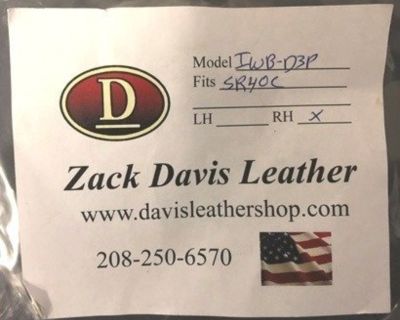 Model IWB-D3P
Fits SR40C
LH RH X
D
Zack Davis Leather
www.davisleathershop.com
208-250-6570